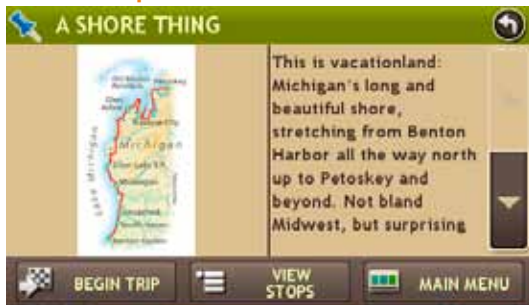 A SHORE THING
This is vacationland:
Michigan's long and
beautiful shore,
stretching from Benton
Harbor all the way north
up to Petoskey and
beyond. Not bland
Midwest, but surprising
Michigan
Lake Michigan
BEGIN TRIP
VIEW
STOPS
MAIN MENU